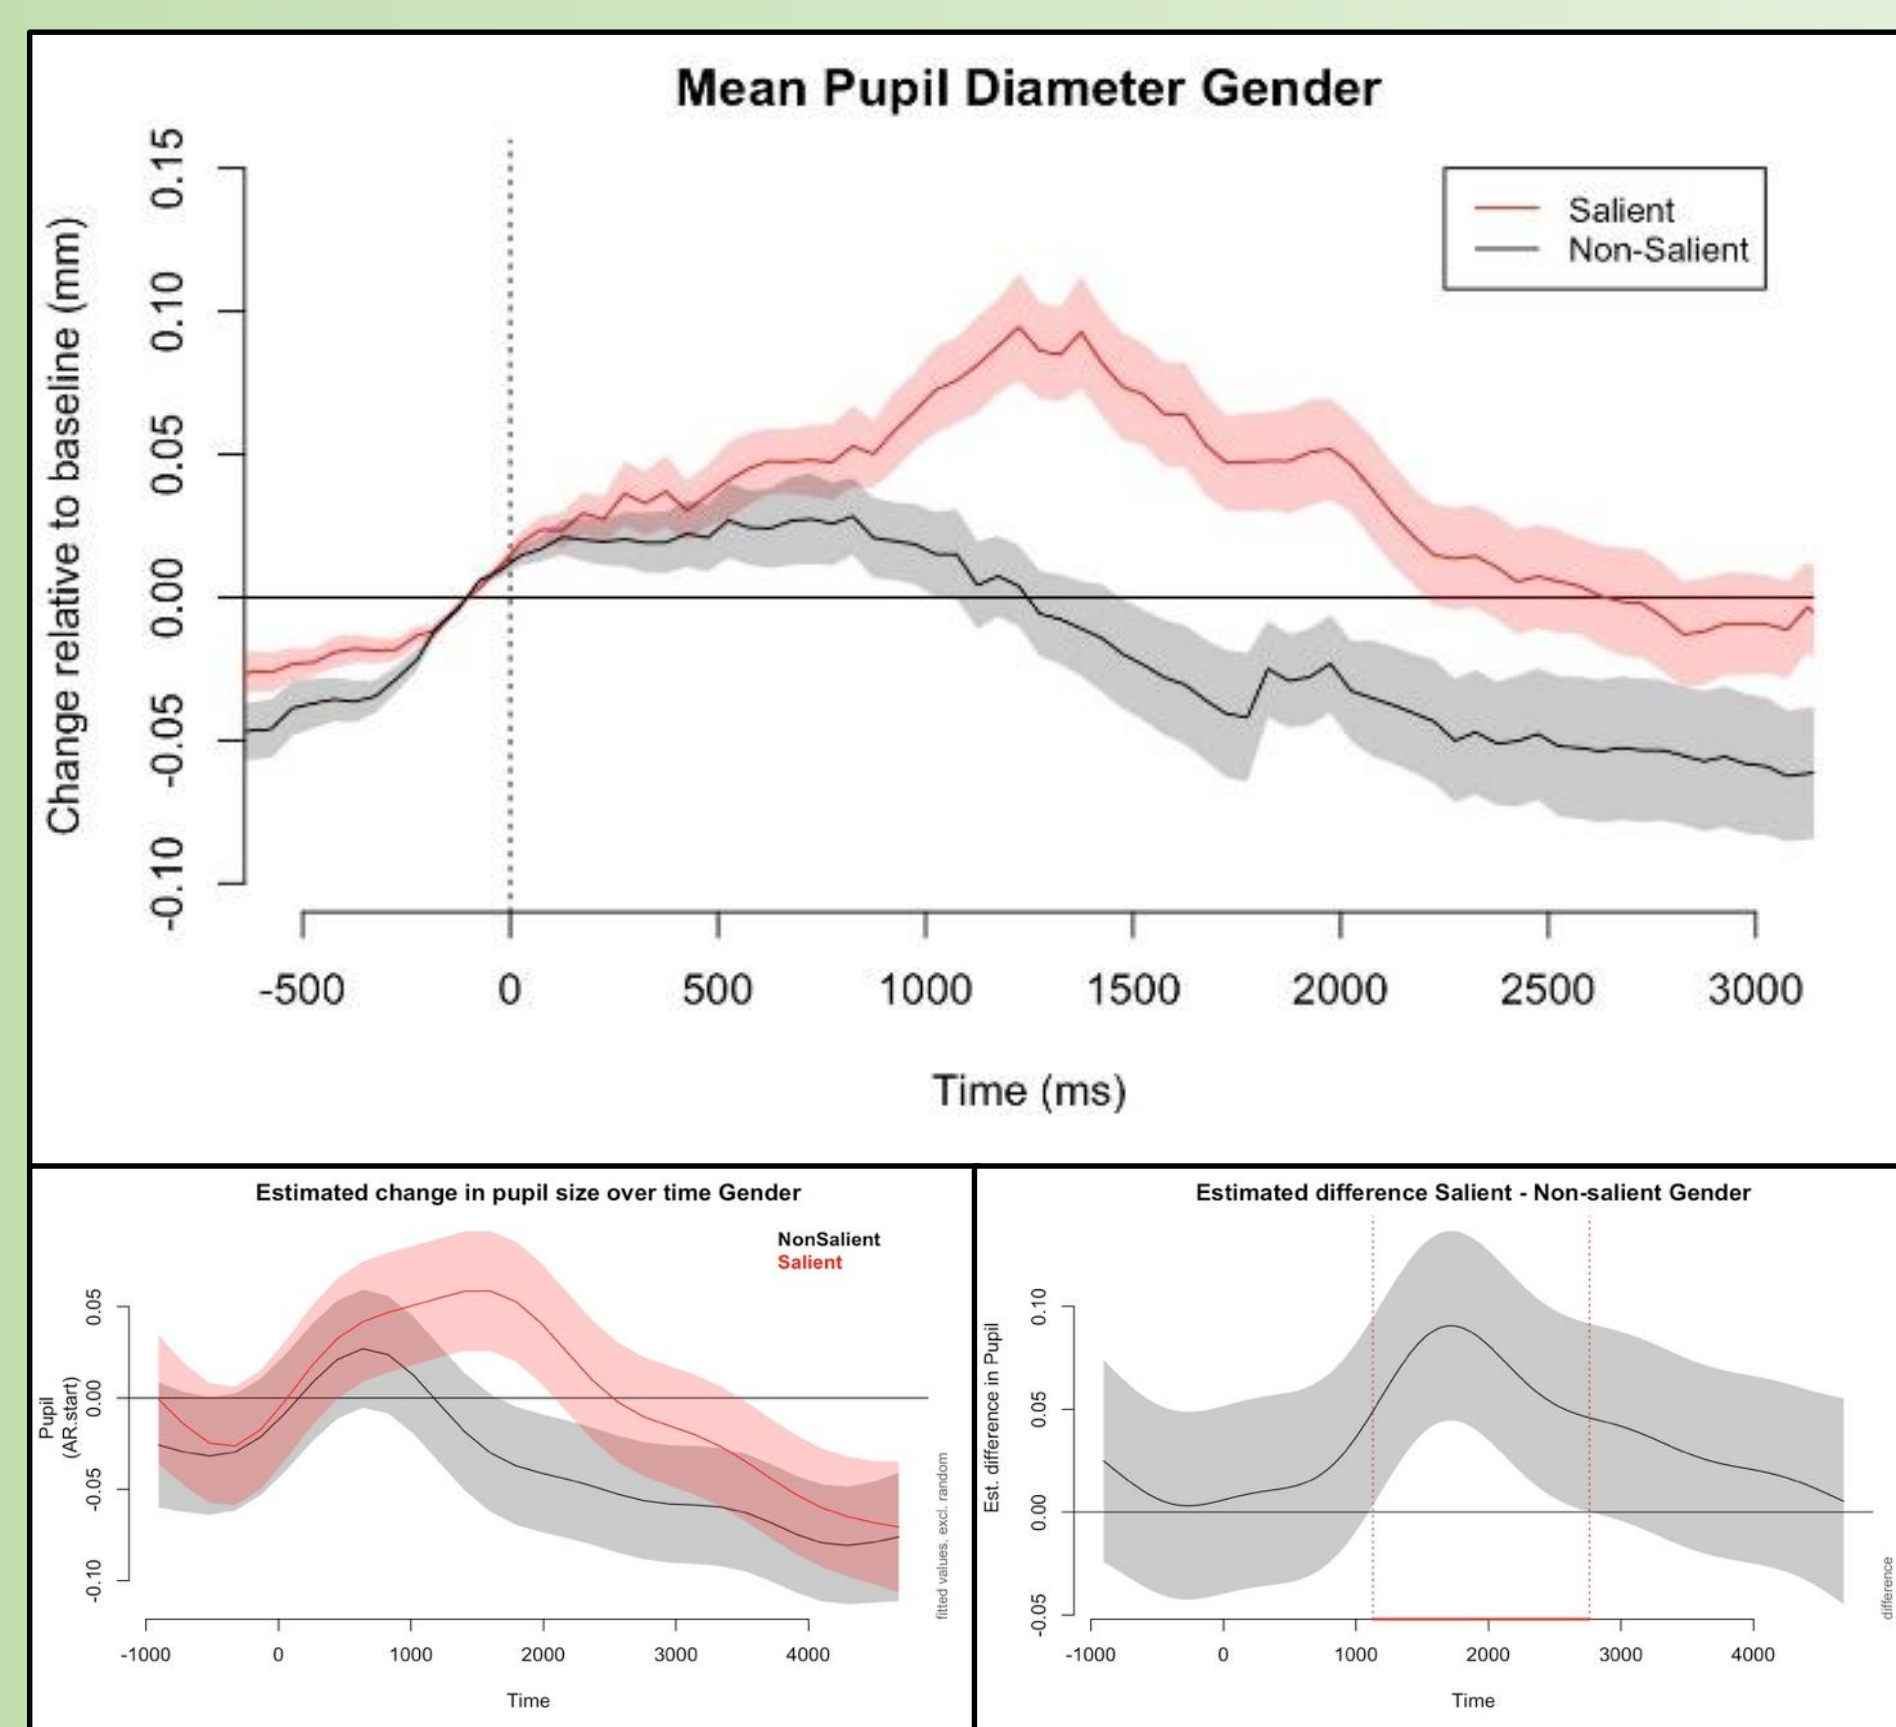 Mean Pupil Diameter Gender
Change relative to baseline (mm)
0.15
0.10
0.05
0.00
-0.05
-0.10
Salient
Non-Salient
-500 0 500 1000 1500 2000 2500 3000
Time (ms)
Estimated change in pupil size over time Gender
NonSalient
Salient
Pupil
(AR.start)
0.05
0.00
-0.05
-0.10
fitted values, excl. random
-1000 0 1000 2000 3000 4000
Time
Estimated difference Salient - Non-salient Gender
Est. difference in Pupil
0.10
0.05
0.00
-0.05
difference
-1000 0 1000 2000 3000 4000
Time